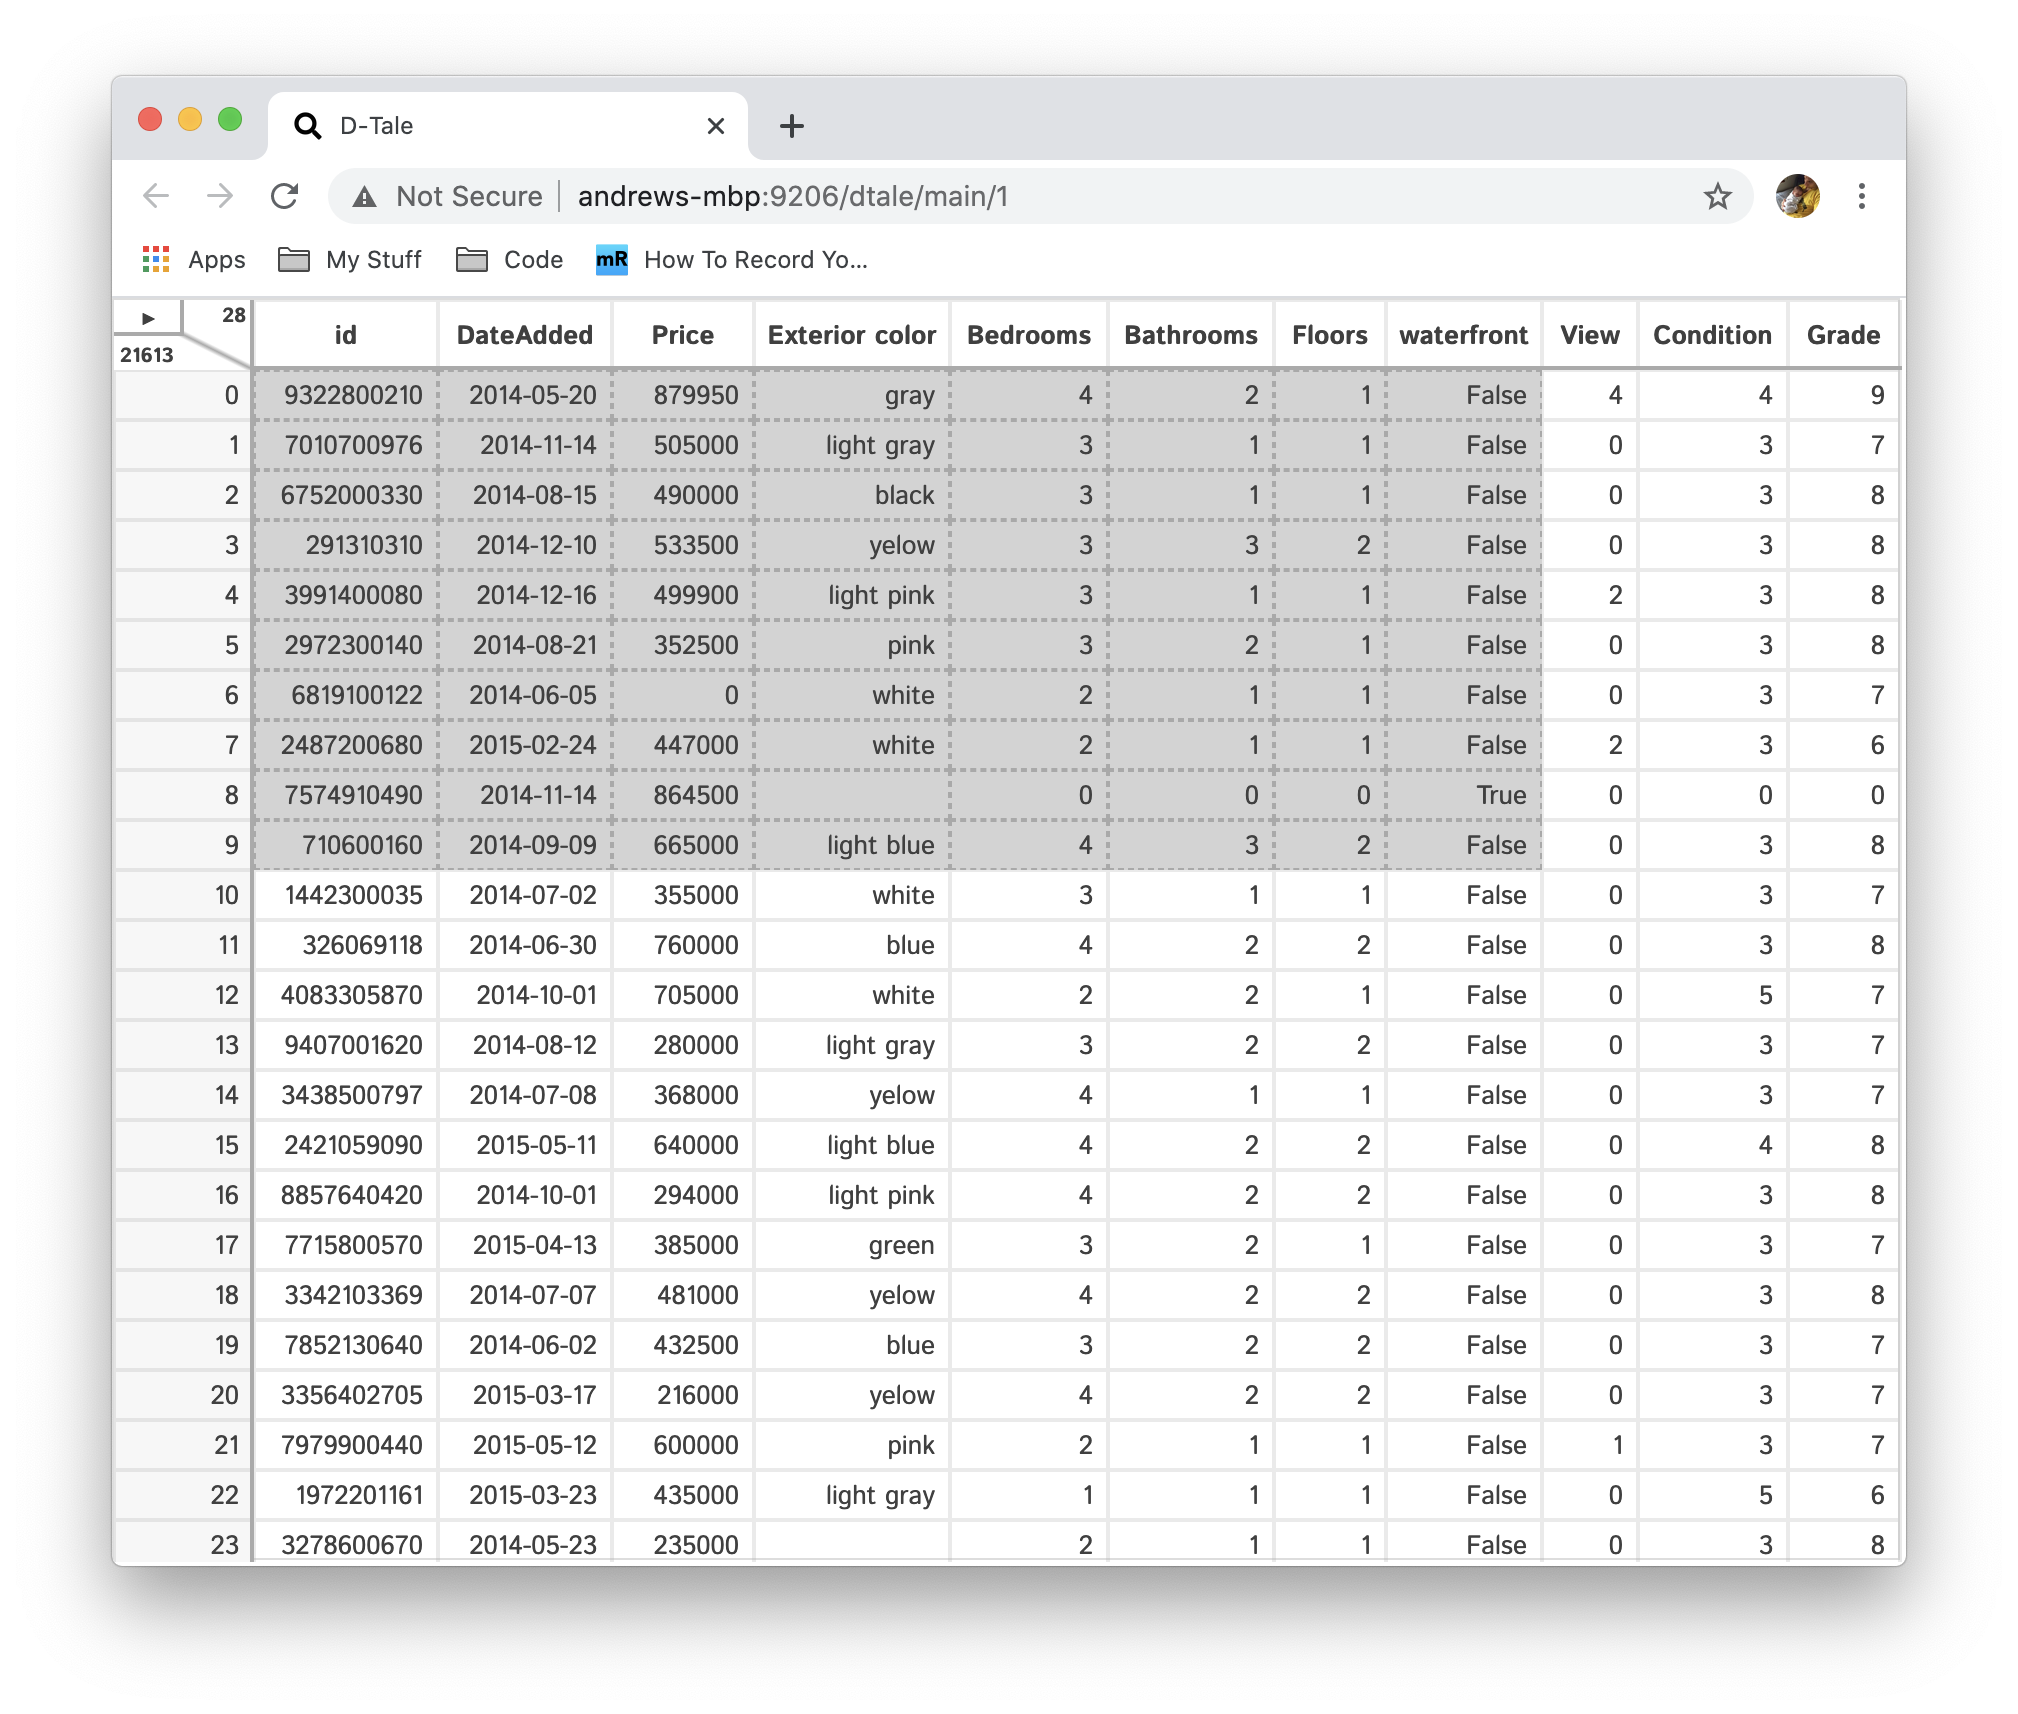 D-Tale
Not Secure andrews-mbp:9206/dtale/main/1
Apps My Stuff Code mR How To Record Yo...
28
21613
id DateAdded Price Exterior color Bedrooms Bathrooms Floors waterfront View Condition Grade
0 9322800210 2014-05-20 879950 gray 4 2 1 False 4 4 9
1 7010700976 2014-11-14 505000 light gray 3 1 1 False 0 3 7
2 6752000330 2014-08-15 490000 black 3 1 1 False 0 3 8
3 291310310 2014-12-10 533500 yelow 3 3 2 False 0 3 8
4 3991400080 2014-12-16 499900 light pink 3 1 1 False 2 3 8
5 2972300140 2014-08-21 352500 pink 3 2 1 False 0 3 8
6 6819100122 2014-06-05 0 white 2 1 1 False 0 3 7
7 2487200680 2015-02-24 447000 white 2 1 1 False 2 3 6
8 7574910490 2014-11-14 864500 0 0 0 True 0 0 0
9 710600160 2014-09-09 665000 light blue 4 3 2 False 0 3 8
10 1442300035 2014-07-02 355000 white 3 1 1 False 0 3 7
11 326069118 2014-06-30 760000 blue 4 2 2 False 0 3 8
12 4083305870 2014-10-01 705000 white 2 2 1 False 0 5 7
13 9407001620 2014-08-12 280000 light gray 3 2 2 False 0 3 7
14 3438500797 2014-07-08 368000 yelow 4 1 1 False 0 3 7
15 2421059090 2015-05-11 640000 light blue 4 2 2 False 0 4 8
16 8857640420 2014-10-01 294000 light pink 4 2 2 False 0 3 8
17 7715800570 2015-04-13 385000 green 3 2 1 False 0 3 7
18 3342103369 2014-07-07 481000 yelow 4 2 2 False 0 3 8
19 7852130640 2014-06-02 432500 blue 3 2 2 False 0 3 7
20 3356402705 2015-03-17 216000 yelow 4 2 2 False 0 3 7
21 7979900440 2015-05-12 600000 pink 2 1 1 False 1 3 7
22 1972201161 2015-03-23 435000 light gray 1 1 1 False 0 5 6
23 3278600670 2014-05-23 235000 2 1 1 False 0 3 8